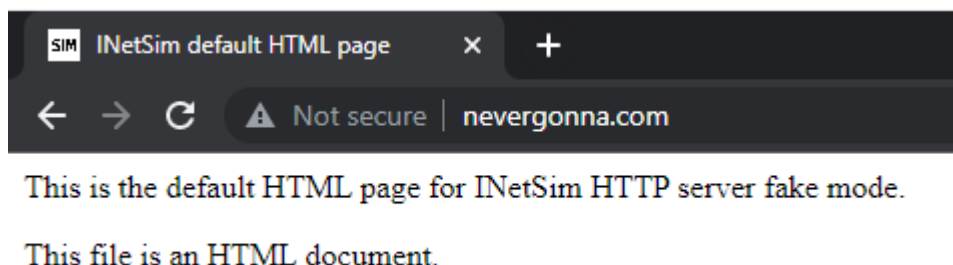 SIM INetSim default HTML page
Not secure nevergonna.com
This is the default HTML page for INetSim HTTP server fake mode.
This file is an HTML document.